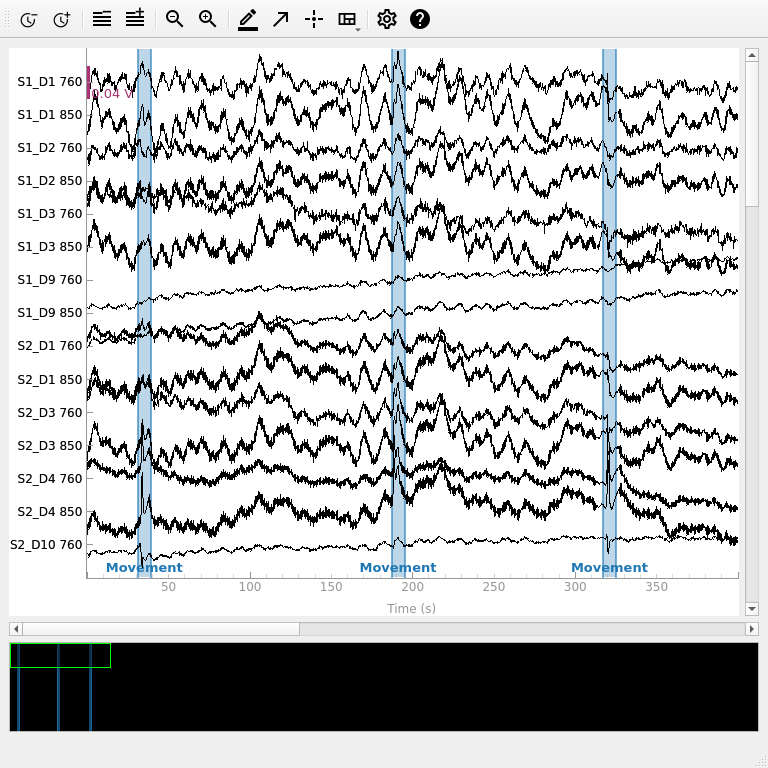 S1_D1 760
0.04 V
S1_D1 850
S1_D2 760
S1_D2 850
S1_D3 760
S1_D3 850
S1_D9 760
S1_D9 850
S2_D1 760
S2_D1 850
S2_D3 760
S2_D3 850
S2_D4 760
S2_D4 850
S2_D10 760
Movement Movement Movement
50 100 150 200 250 300 350
Time (s)